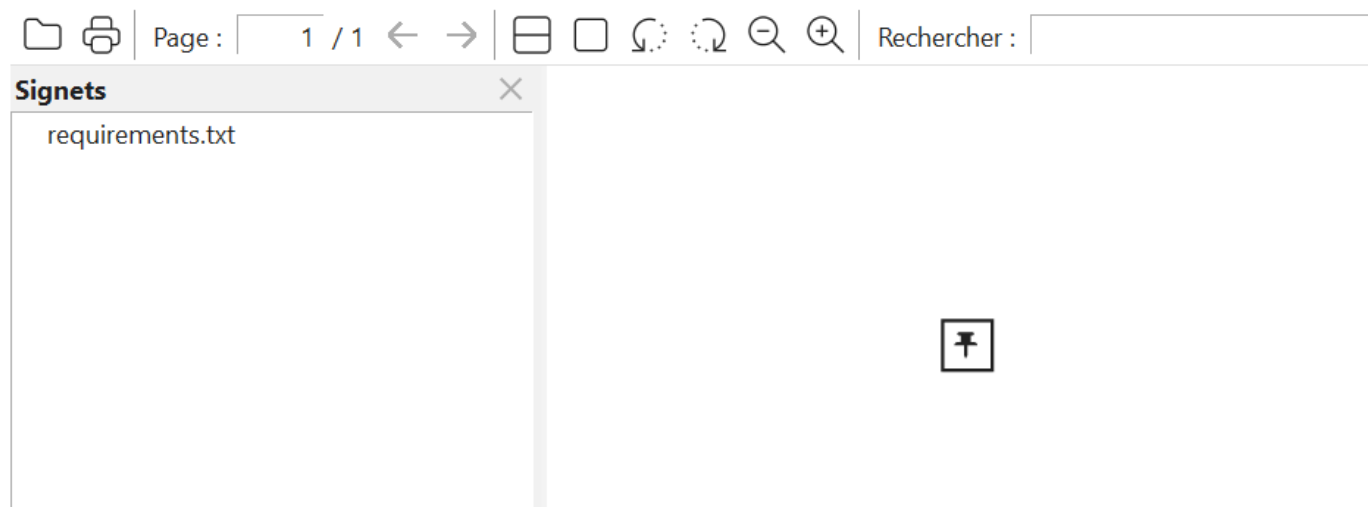 Page : 1 / 1 Rechercher :
Signets
requirements.txt